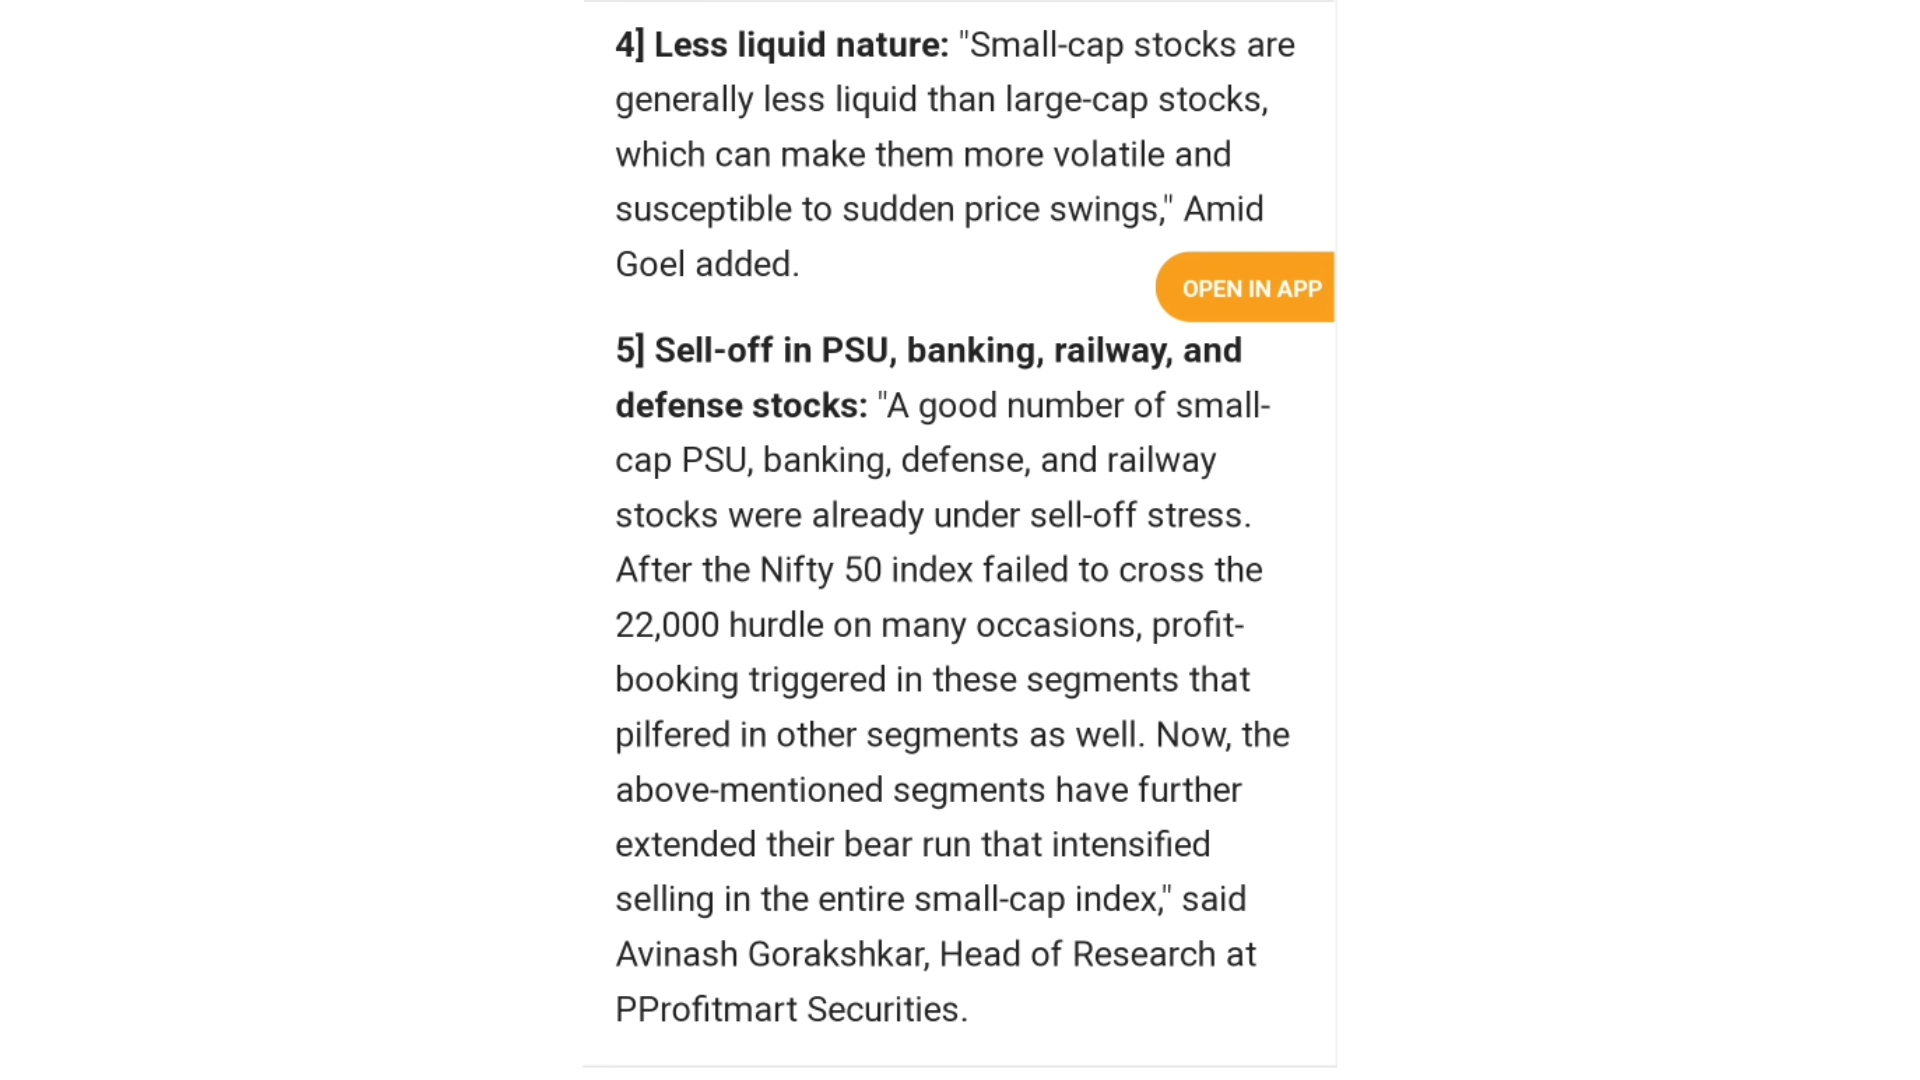 4] Less liquid nature: "Small-cap stocks are
generally less liquid than large-cap stocks,
which can make them more volatile and
susceptible to sudden price swings," Amid
Goel added.
OPEN IN APP
5] Sell-off in PSU, banking, railway, and
defense stocks: "A good number of small-
cap PSU, banking, defense, and railway
stocks were already under sell-off stress.
After the Nifty 50 index failed to cross the
22,000 hurdle on many occasions, profit-
booking triggered in these segments that
pilfered in other segments as well. Now, the
above-mentioned segments have further
extended their bear run that intensified
selling in the entire small-cap index," said
Avinash Gorakshkar, Head of Research at
PProfitmart Securities.